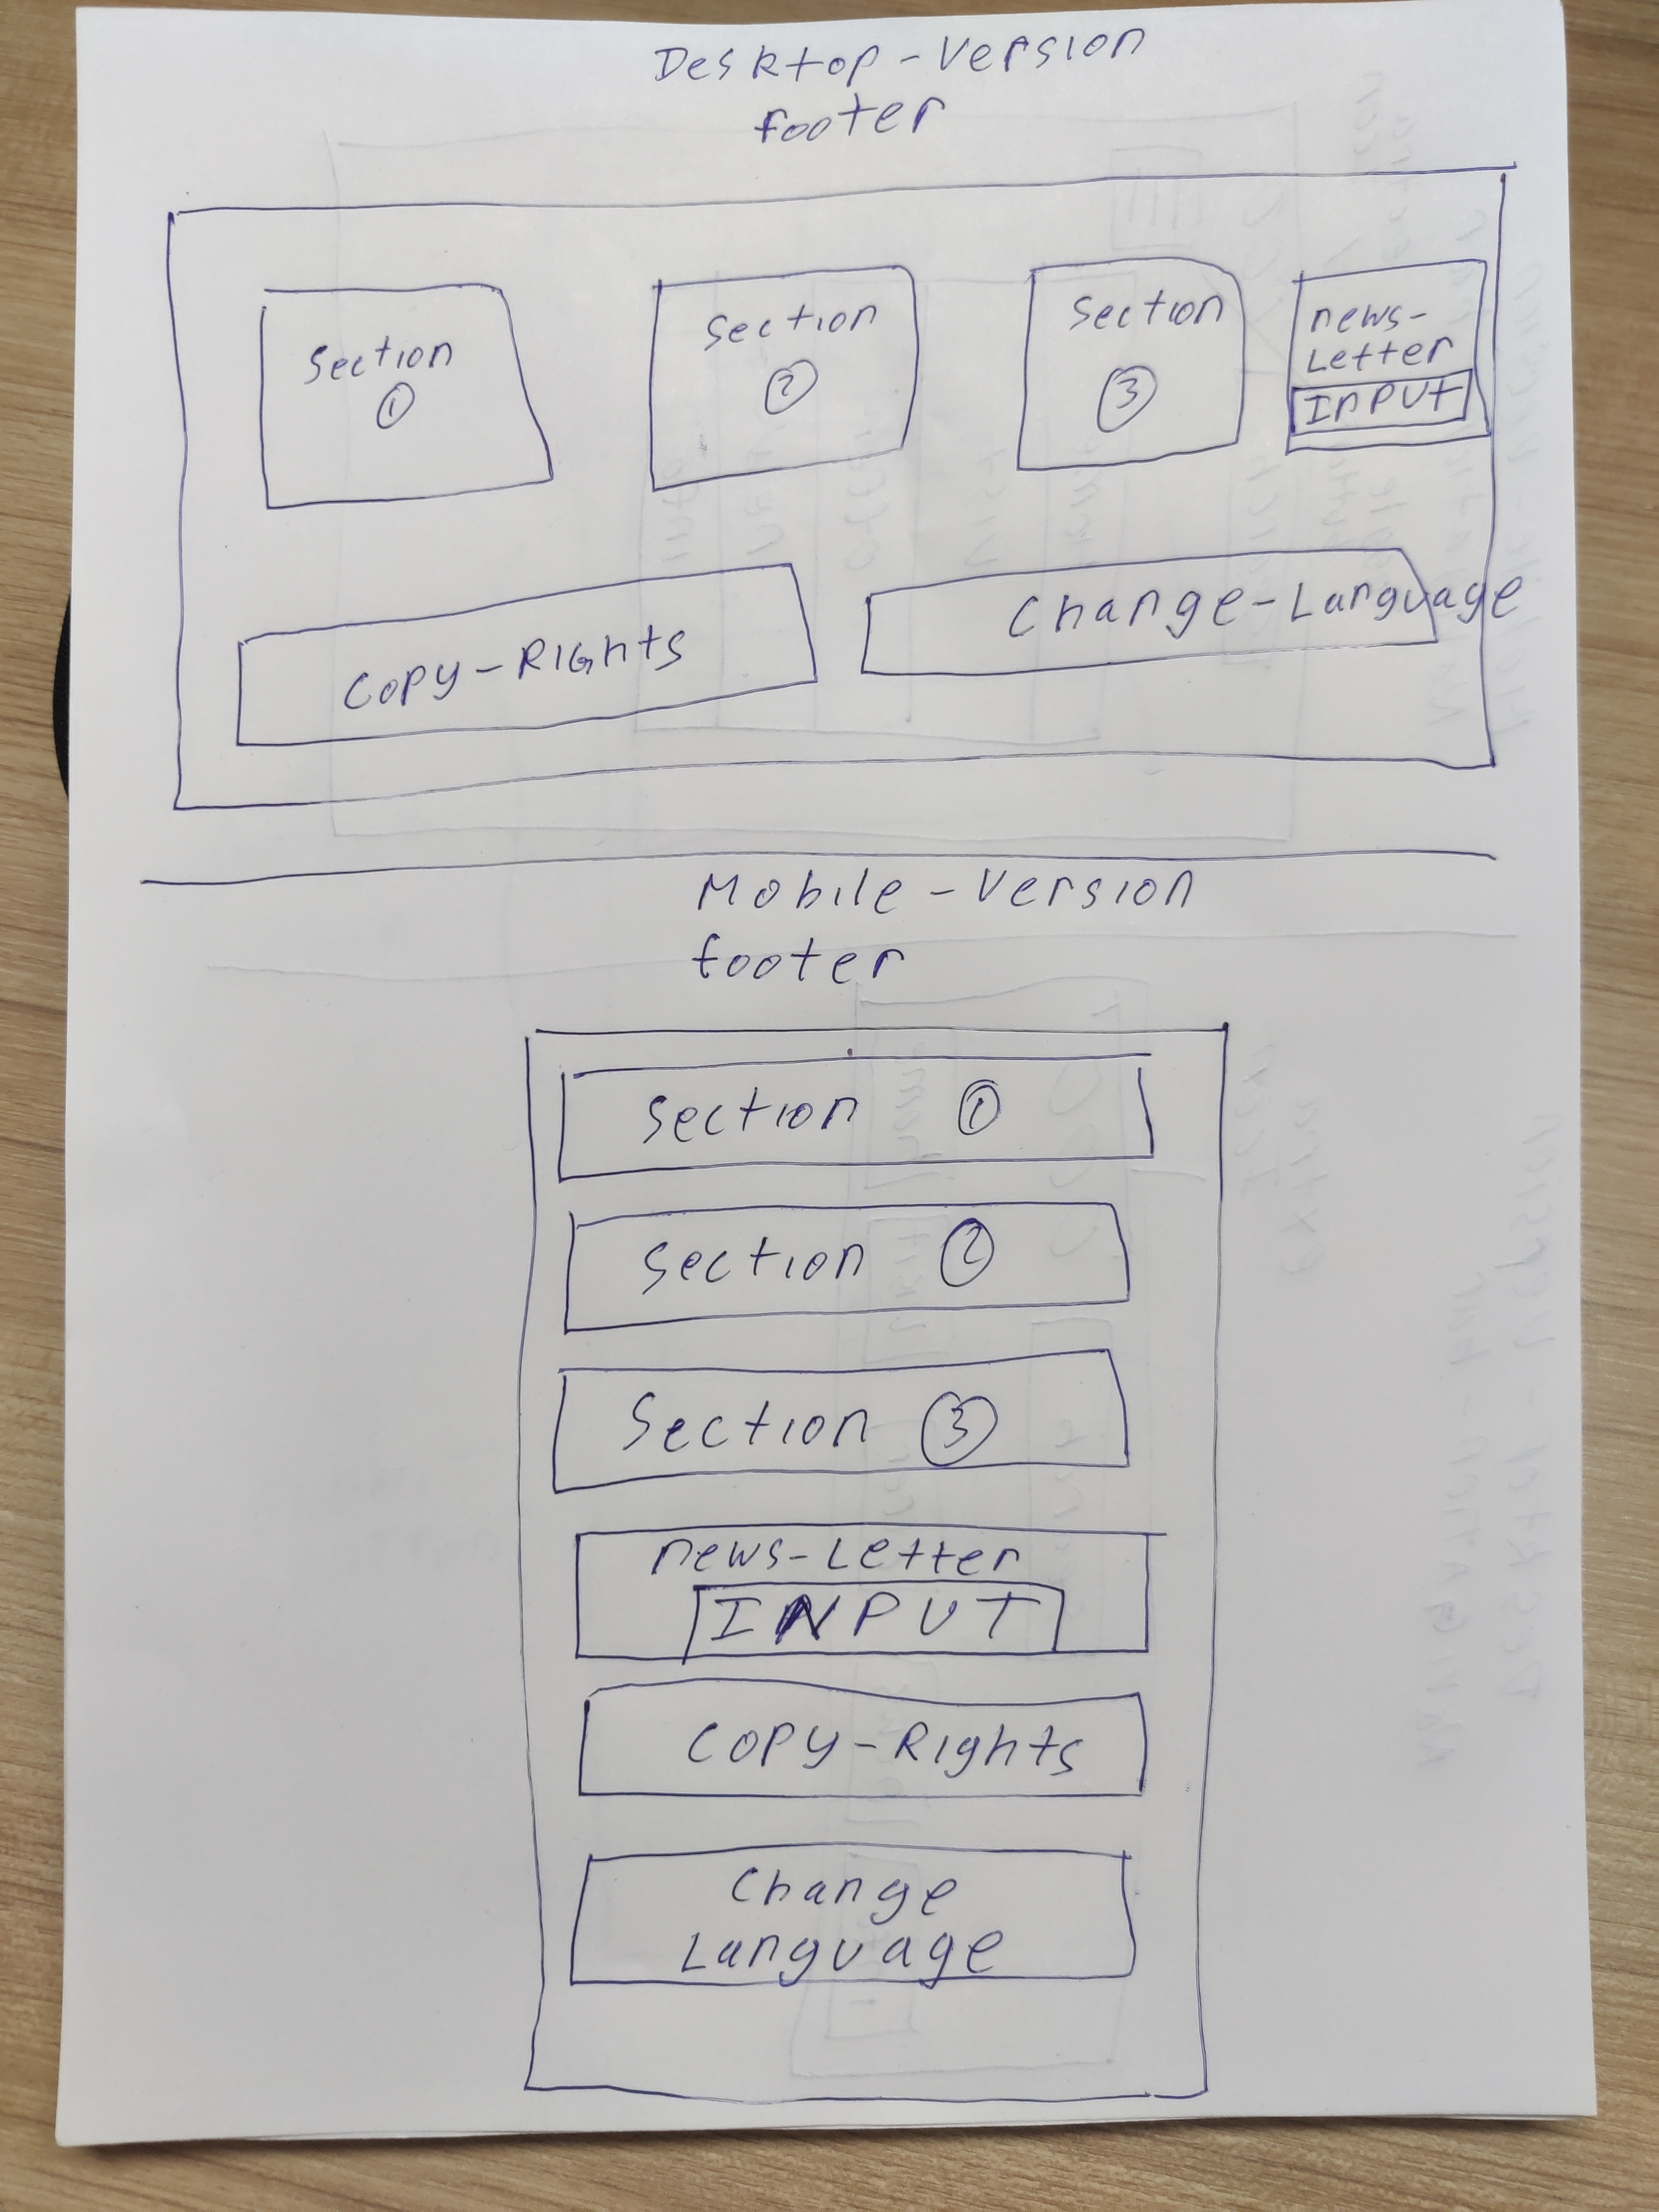 Desktop-Version
footer
Section
1
Section
2
Section
3
news-
Letter
InPUT
Copy-Rights
Change-Language
Mobile-Version
footer
Section 1
Section 2
Section 3
news-Letter
INPUT
Copy-Rights
Change
Language